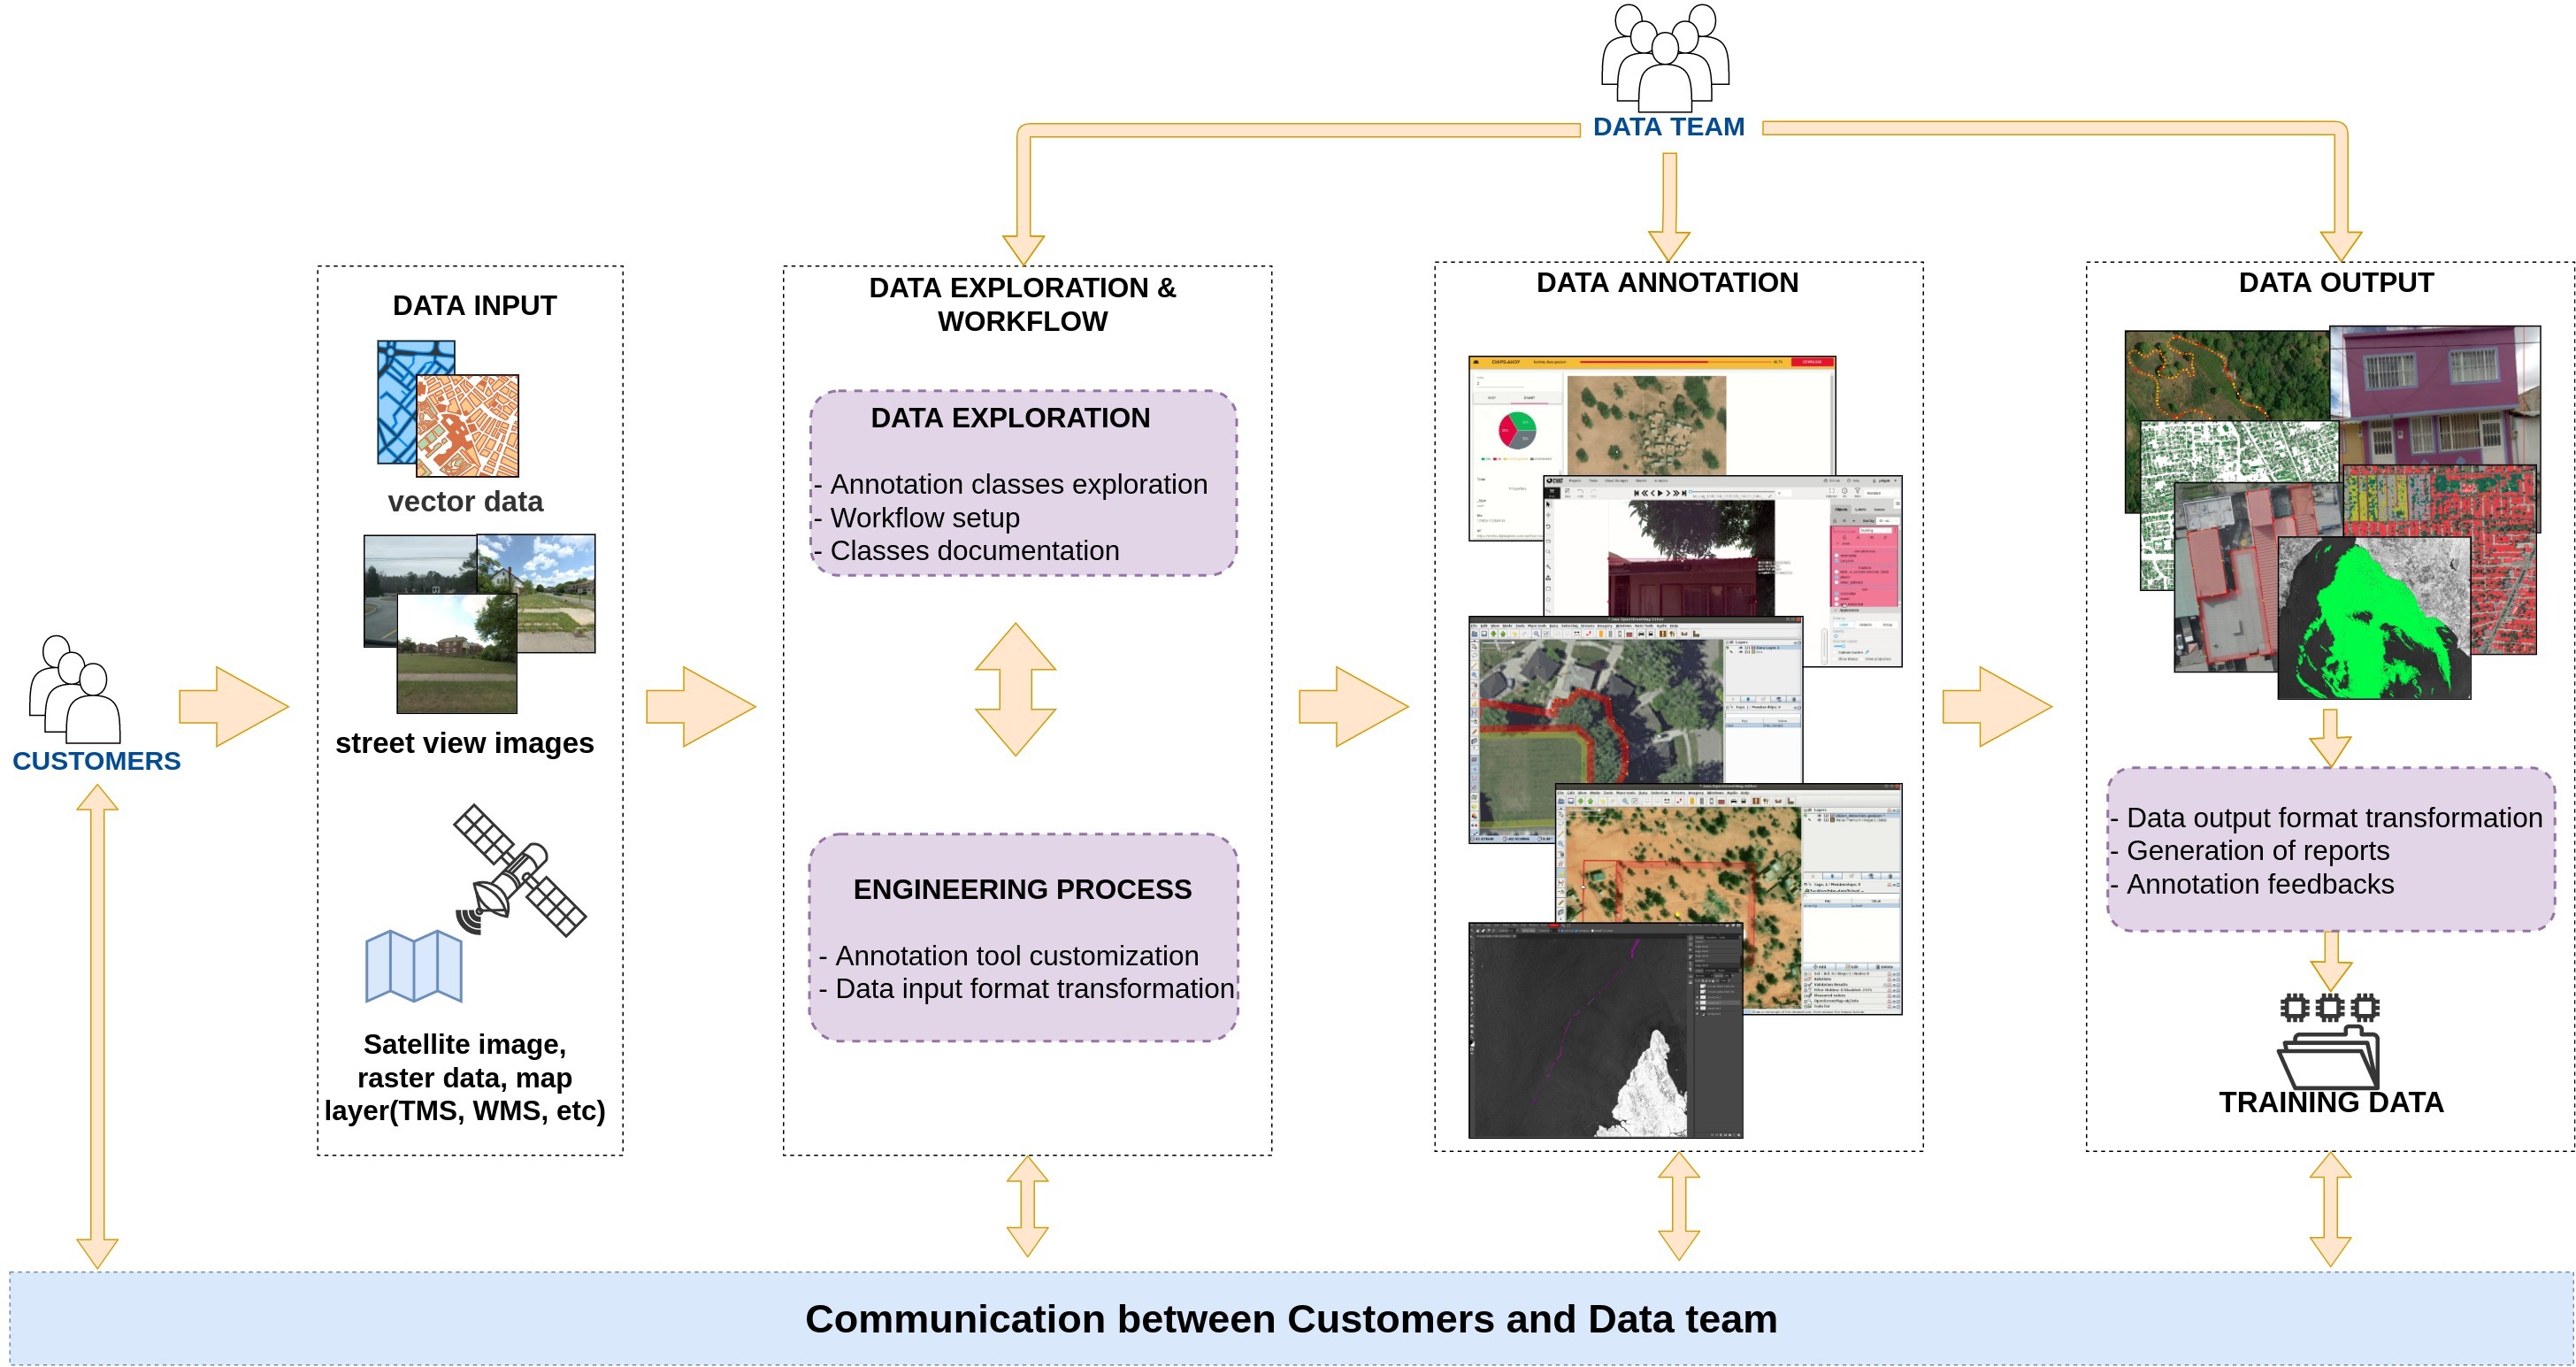 DATA TEAM
CUSTOMERS
DATA INPUT
vector data
street view images
Satellite image,
raster data, map
layer(TMS, WMS, etc)
DATA EXPLORATION &
WORKFLOW
DATA EXPLORATION
- Annotation classes exploration
- Workflow setup
- Classes documentation
ENGINEERING PROCESS
- Annotation tool customization
- Data input format transformation
DATA ANNOTATION
CHIPS-AHOY
DOWNLOAD
DATA OUTPUT
- Data output format transformation
- Generation of reports
- Annotation feedbacks
TRAINING DATA
Communication between Customers and Data team